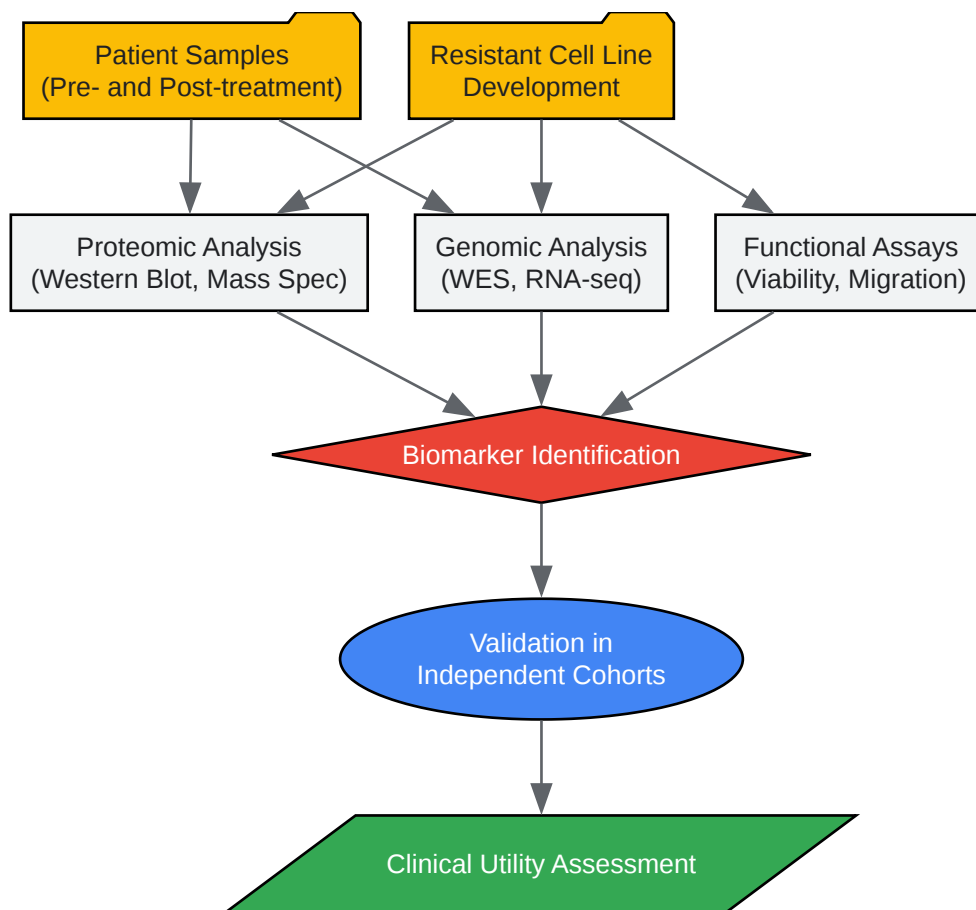 Patient Samples
(Pre- and Post-treatment)
Resistant Cell Line
Development
Proteomic Analysis
(Western Blot, Mass Spec)
Genomic Analysis
(WES, RNA-seq)
Functional Assays
(Viability, Migration)
Biomarker Identification
Validation in
Independent Cohorts
Clinical Utility Assessment